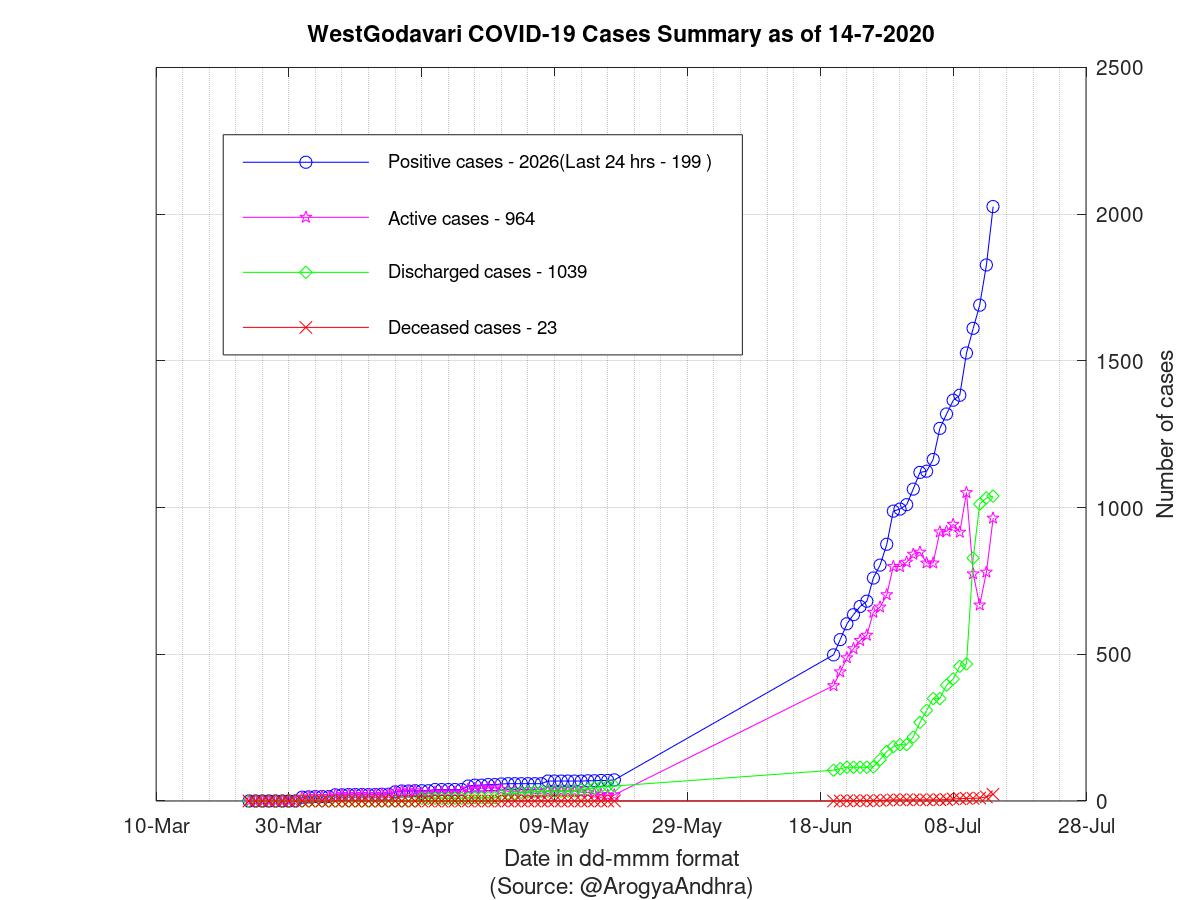 WestGodavari COVID-19 Cases Summary as of 14-7-2020
Positive cases - 2026(Last 24 hrs - 199 )
Active cases - 964
Discharged cases - 1039
Deceased cases - 23
2500
2000
1500
1000
500
0
Number of cases
10-Mar 30-Mar 19-Apr 09-May 29-May 18-Jun 08-Jul 28-Jul
Date in dd-mmm format
(Source: @ArogyaAndhra)